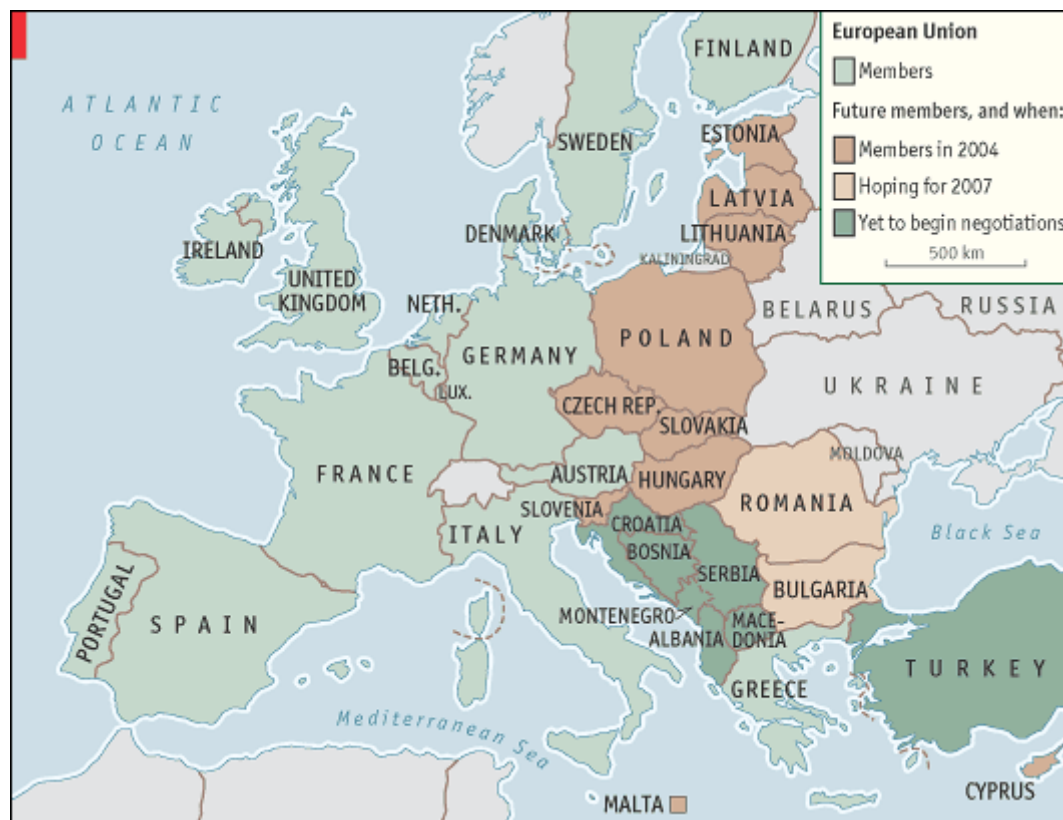 European Union
Members
Future members, and when:
Members in 2004
Hoping for 2007
Yet to begin negotiations
500 km
ATLANTIC
OCEAN
FINLAND
SWEDEN
ESTONIA
LATVIA
LITHUANIA
KALININGRAD
DENMARK
IRELAND
UNITED
KINGDOM
NETH.
BELG.
LUX.
GERMANY
POLAND
BELARUS
RUSSIA
UKRAINE
CZECH REP.
SLOVAKIA
MOLDOVA
FRANCE
AUSTRIA
HUNGARY
ROMANIA
SLOVENIA
ITALY
CROATIA
BOSNIA
SERBIA
Black Sea
BULGARIA
PORTUGAL
SPAIN
MONTENEGRO
ALBANIA
MACE-
DONIA
GREECE
TURKEY
Mediterranean Sea
CYPRUS
MALTA